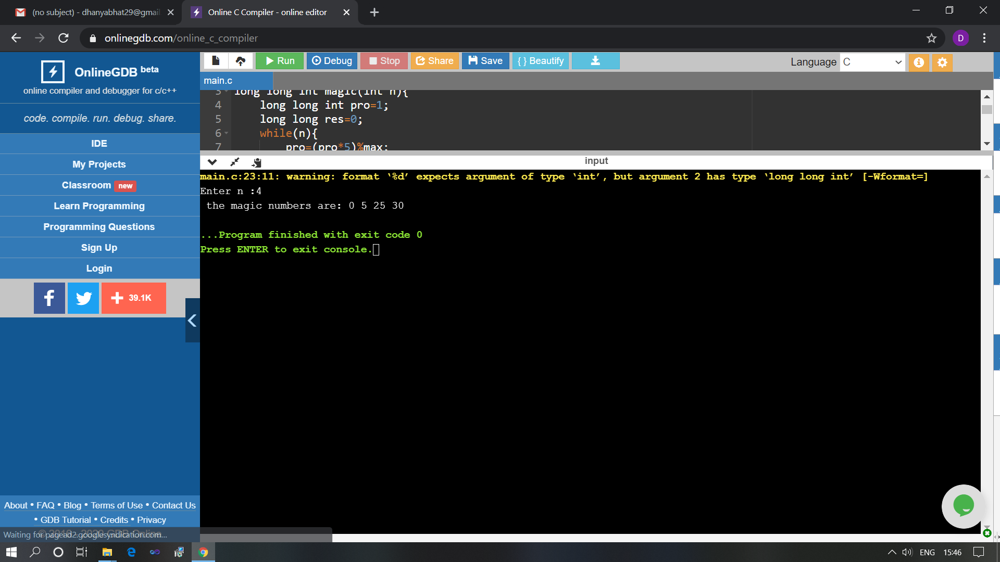 (no subject) - dhanyabhat29@gmail
Online C Compiler - online editor
onlinegdb.com/online_c_compiler
D
OnlineGDB beta
online compiler and debugger for c/c++
code. compile. run. debug. share.
IDE
My Projects
Classroom new
Learn Programming
Programming Questions
Sign Up
Login
f
39.1K
About • FAQ • Blog • Terms of Use • Contact Us
• GDB Tutorial • Credits • Privacy
© 2016 - 2020 GDB Online
Waiting for pagead2.googlesyndication.com...
Run
Debug
Stop
Share
Save
{ } Beautify
Language C
main.c
3 long long int magic(int n){
4 long long int pro=1;
5 long long res=0;
6 while(n){
7 pro=(pro*5)%max;
input
main.c:23:11: warning: format ‘%d’ expects argument of type ‘int’, but argument 2 has type ‘long long int’ [-Wformat=]
Enter n :4
the magic numbers are: 0 5 25 30
...Program finished with exit code 0
Press ENTER to exit console.
ENG
15:46